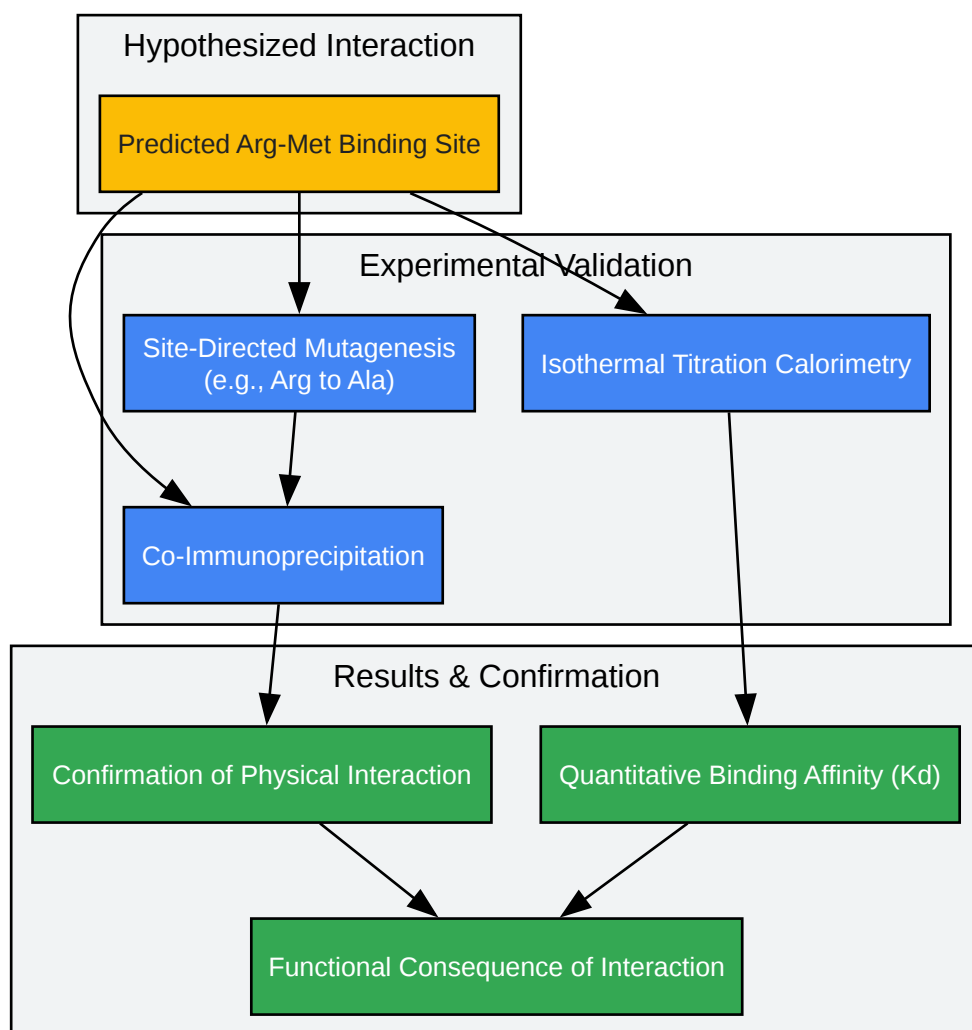 Hypothesized Interaction
Predicted Arg-Met Binding Site
Experimental Validation
Site-Directed Mutagenesis
(e.g., Arg to Ala)
Isothermal Titration Calorimetry
Co-Immunoprecipitation
Results & Confirmation
Confirmation of Physical Interaction
Quantitative Binding Affinity (Kd)
Functional Consequence of Interaction